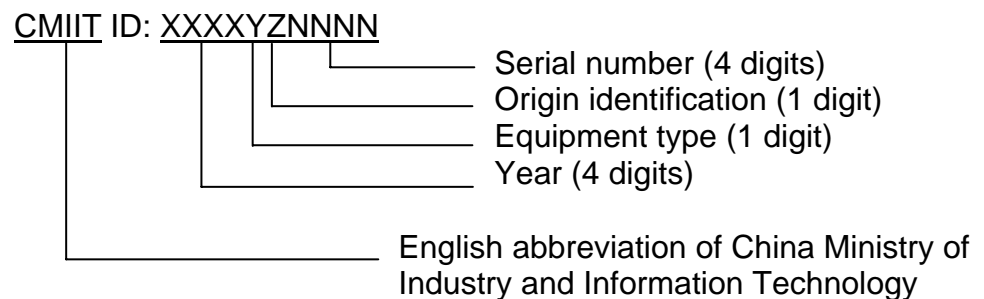 CMIIT ID: XXXXYZNNNN
Serial number (4 digits)
Origin identification (1 digit)
Equipment type (1 digit)
Year (4 digits)
English abbreviation of China Ministry of
Industry and Information Technology